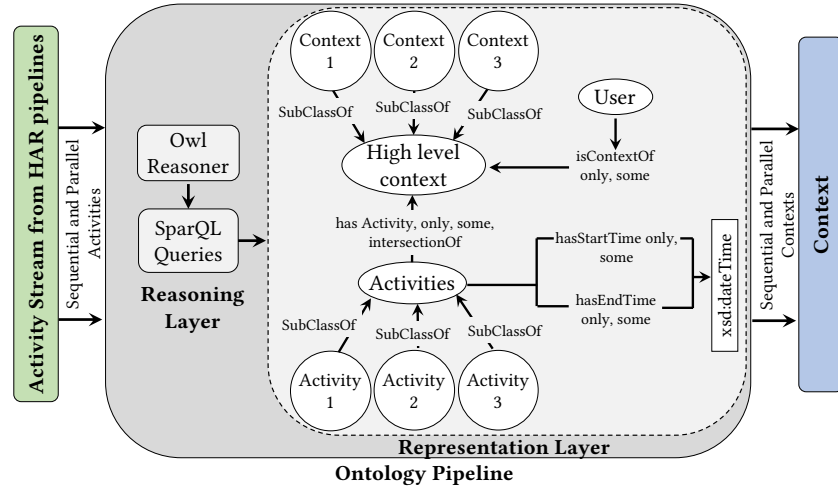 Activity Stream from HAR pipelines
Sequential and Parallel
Activities
Owl
Reasoner
SparQL
Queries
Reasoning
Layer
Context
1
Context
2
Context
3
SubClassOf
SubClassOf
SubClassOf
High level
context
User
isContextOf
only, some
has Activity, only, some,
intersectionOf
Activities
hasStartTime only,
some
hasEndTime
only, some
xsd:dateTime
SubClassOf
SubClassOf
SubClassOf
Activity
1
Activity
2
Activity
3
Representation Layer
Ontology Pipeline
Sequential and Parallel
Contexts
Context